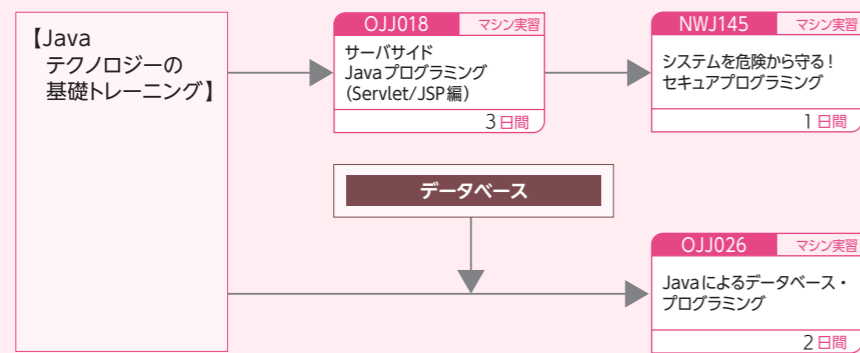 【Java
テクノロジーの
基礎トレーニング】
OJJ018 マシン実習
サーバサイド
Javaプログラミング
(Servlet/JSP編)
3日間
NWJ145 マシン実習
システムを危険から守る!
セキュアプログラミング
1日間
データベース
OJJ026 マシン実習
Javaによるデータベース・
プログラミング
2日間